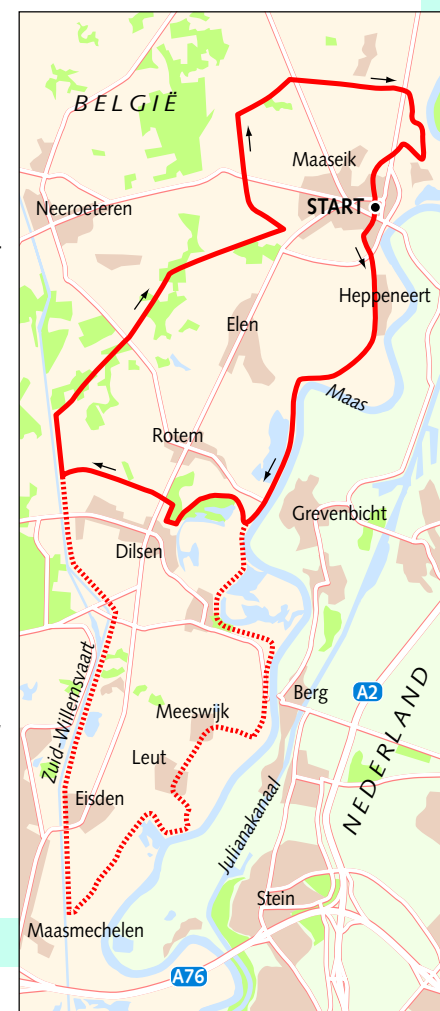 BELGIË
Maaseik
START
Neeroeteren
Heppeneert
Elen
Maas
Rotem
Grevenbicht
Dilsen
Zuid-Willemsvaart
Meeswijk
Berg
A2
Leut
NEDERLAND
Eisden
Julianakanaal
Stein
Maasmechelen
A76